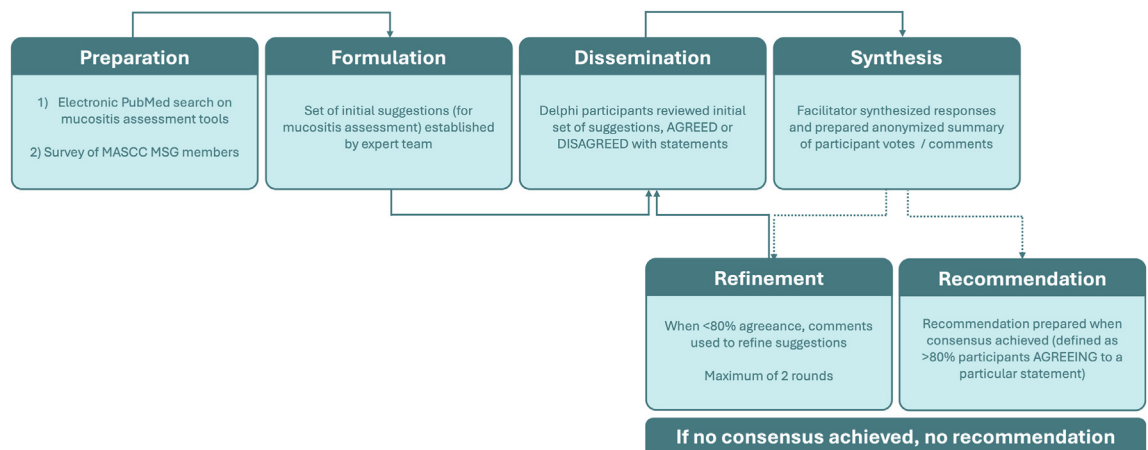 Preparation
1) Electronic PubMed search on
mucositis assessment tools
2) Survey of MASCC MSG members
Formulation
Set of initial suggestions (for
mucositis assessment) established
by expert team
Dissemination
Delphi participants reviewed initial
set of suggestions, AGREED or
DISAGREED with statements
Synthesis
Facilitator synthesized responses
and prepared anonymized summary
of participant votes / comments
Refinement
When <80% agreeance, comments
used to refine suggestions
Maximum of 2 rounds
Recommendation
Recommendation prepared when
consensus achieved (defined as
>80% participants AGREEING to a
particular statement)
If no consensus achieved, no recommendation